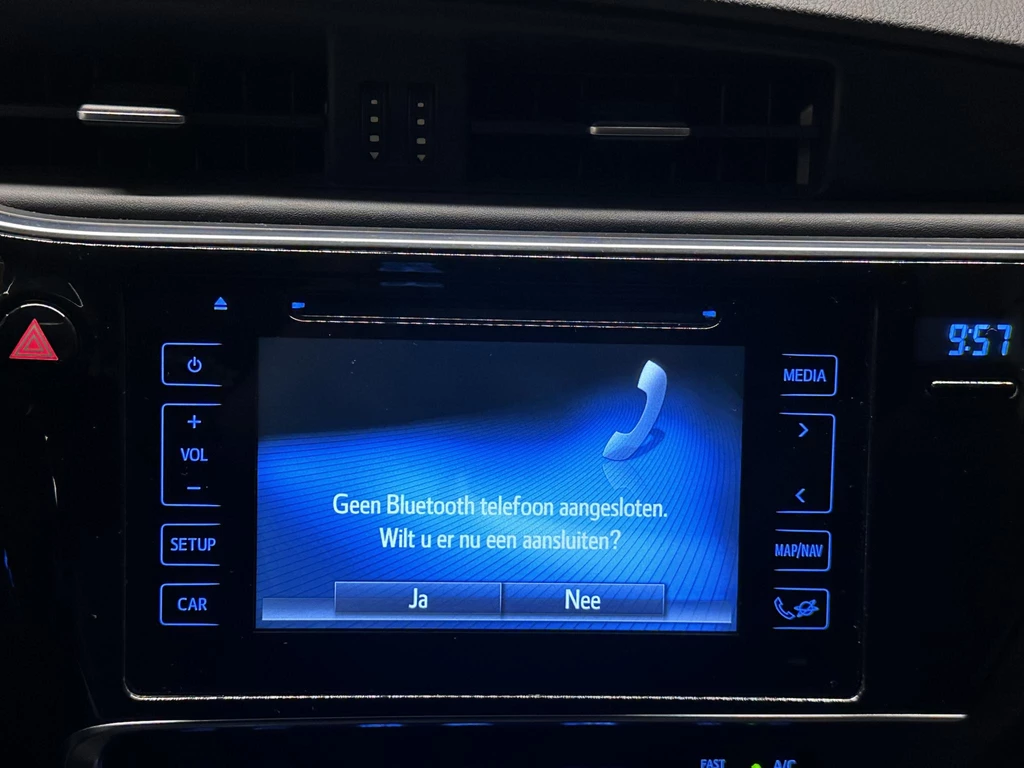 9:57
MEDIA
+
VOL
−
SETUP
CAR
Geen Bluetooth telefoon aangesloten.
Wilt u er nu een aansluiten?
Ja
Nee
>
<
MAP/NAV
FAST
A/C